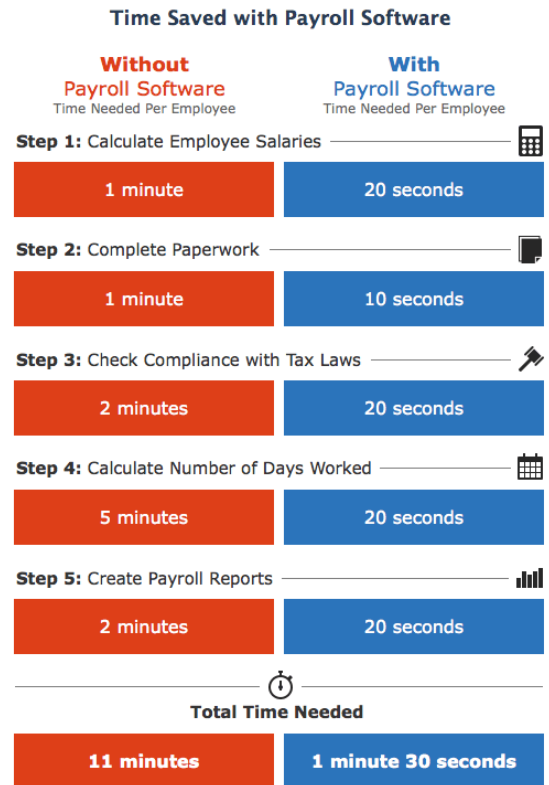 Time Saved with Payroll Software
Without
Payroll Software
Time Needed Per Employee
With
Payroll Software
Time Needed Per Employee
Step 1: Calculate Employee Salaries
1 minute
20 seconds
Step 2: Complete Paperwork
1 minute
10 seconds
Step 3: Check Compliance with Tax Laws
2 minutes
20 seconds
Step 4: Calculate Number of Days Worked
5 minutes
20 seconds
Step 5: Create Payroll Reports
2 minutes
20 seconds
Total Time Needed
11 minutes
1 minute 30 seconds